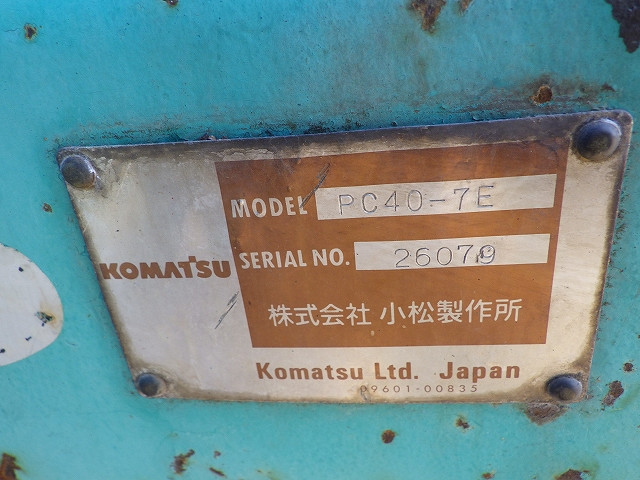 MODEL PC40-7E
KOMATSU
SERIAL NO. 26079
株式会社 小松製作所
Komatsu Ltd. Japan
09601-00835